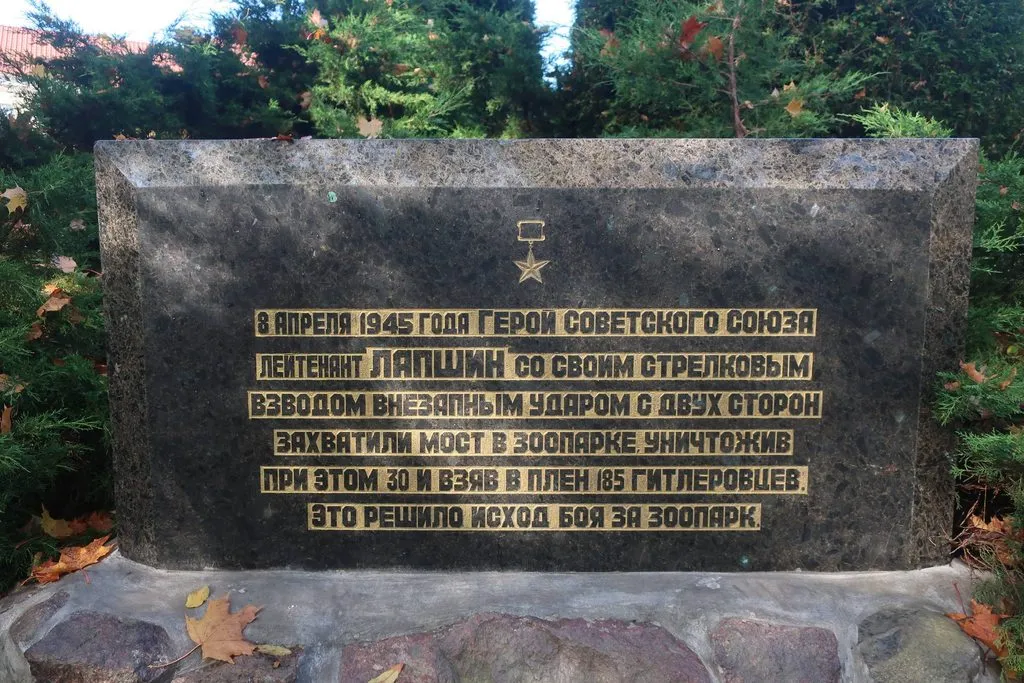 8 АПРЕЛЯ 1945 ГОДА ГЕРОЙ СОВЕТСКОГО СОЮЗА
ЛЕЙТЕНАНТ ЛАПШИН СО СВОИМ СТРЕЛКОВЫМ
ВЗВОДОМ ВНЕЗАПНЫМ УДАРОМ С ДВУХ СТОРОН
ЗАХВАТИЛИ МОСТ В ЗООПАРКЕ, УНИЧТОЖИВ
ПРИ ЭТОМ 30 И ВЗЯВ В ПЛЕН 185 ГИТЛЕРОВЦЕВ.
ЭТО РЕШИЛО ИСХОД БОЯ ЗА ЗООПАРК.